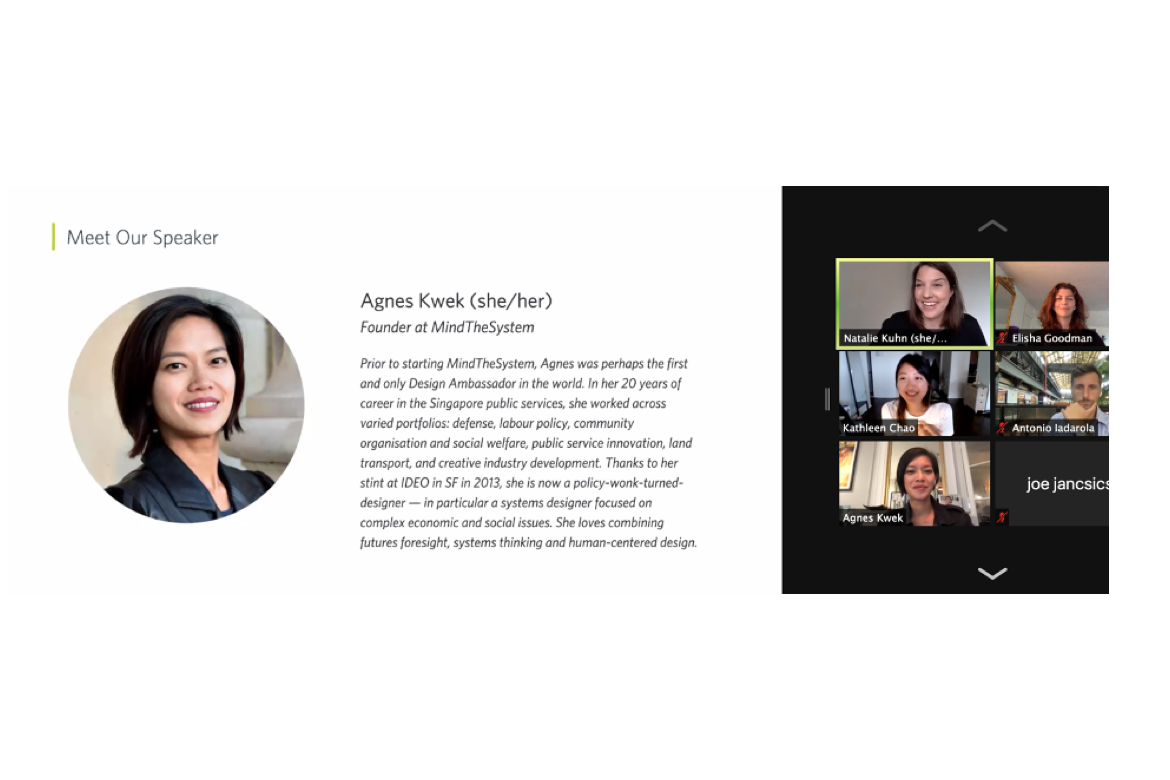 Meet Our Speaker
Agnes Kwek (she/her)
Founder at MindTheSystem
Prior to starting MindTheSystem, Agnes was perhaps the first
and only Design Ambassador in the world. In her 20 years of
career in the Singapore public services, she worked across
varied portfolios: defense, labour policy, community
organisation and social welfare, public service innovation, land
transport, and creative industry development. Thanks to her
stint at IDEO in SF in 2013, she is now a policy-wonk-turned-
designer — in particular a systems designer focused on
complex economic and social issues. She loves combining
futures foresight, systems thinking and human-centered design.
Natalie Kuhn (she/...
Elisha Goodman
Kathleen Chao
Antonio Iadarola
Agnes Kwek
joe jancsics